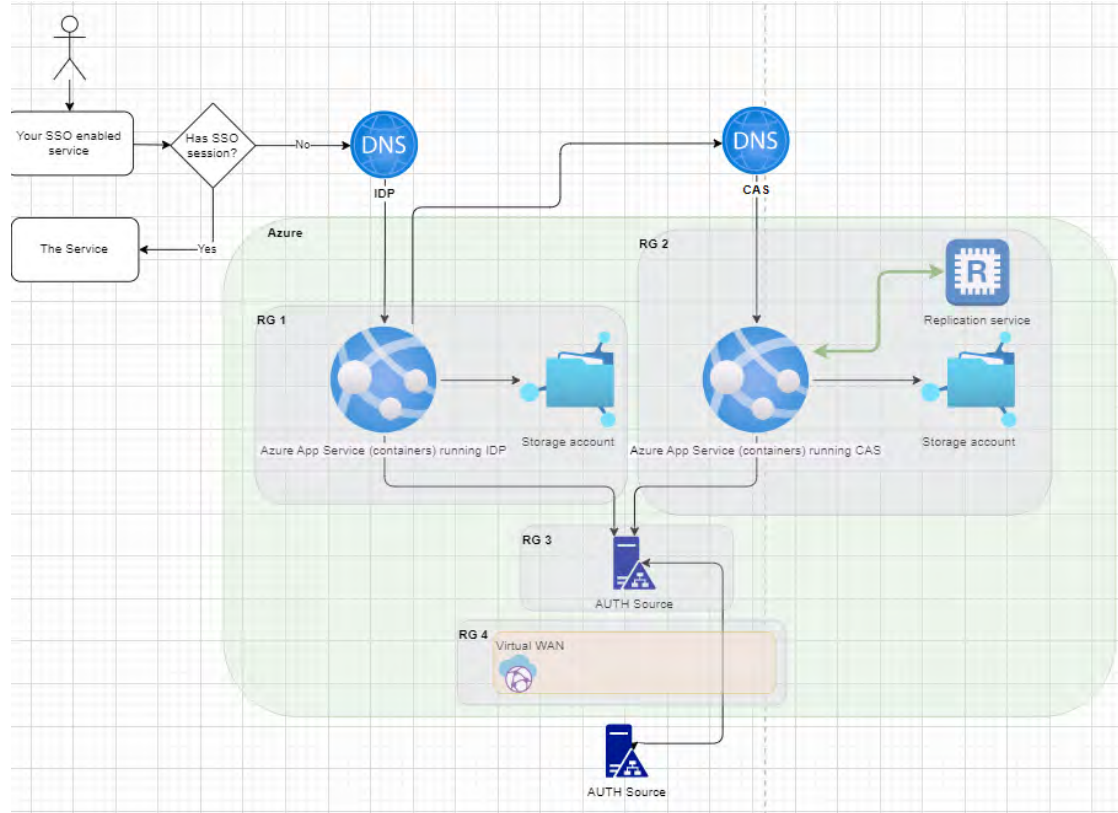 Your SSO enabled
service
Has SSO
session?
No
DNS
IDP
DNS
CAS
The Service
Yes
Azure
RG 1
Azure App Service (containers) running IDP
Storage account
RG 2
R
Replication service
Azure App Service (containers) running CAS
Storage account
RG 3
AUTH Source
RG 4
Virtual WAN
AUTH Source